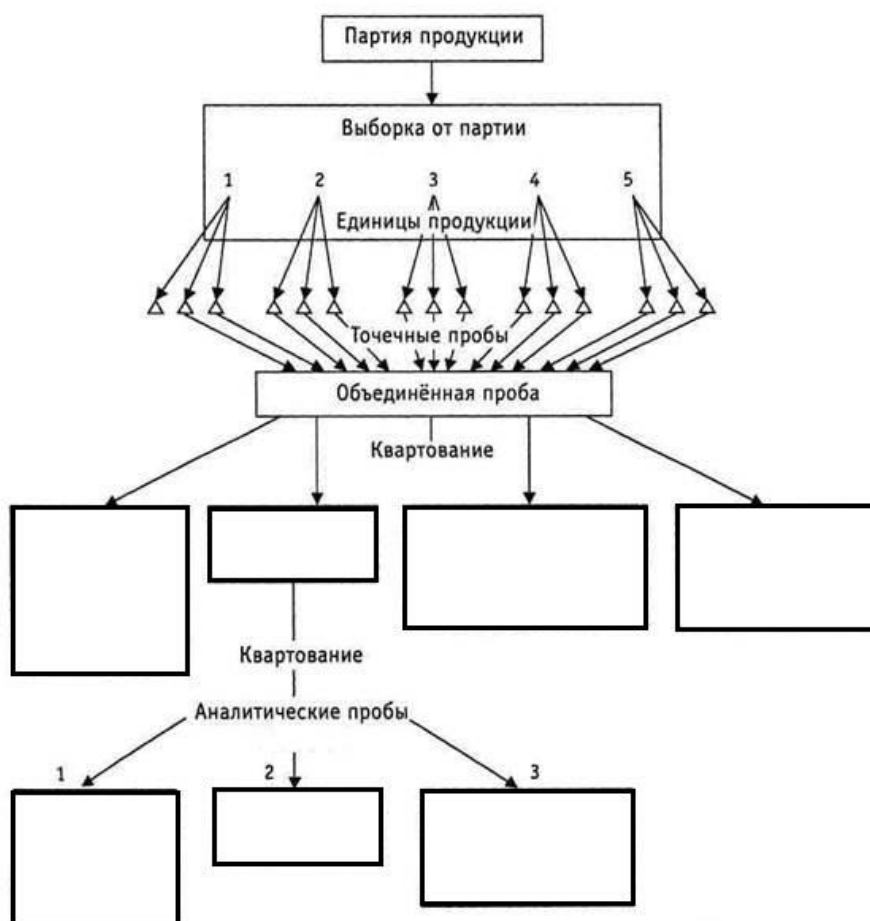 Партия продукции
Выборка от партии
1 2 3 4 5
Единицы продукции
Точечные пробы
Объединённая проба
Квартование
Квартование
Аналитические пробы
1 2 3